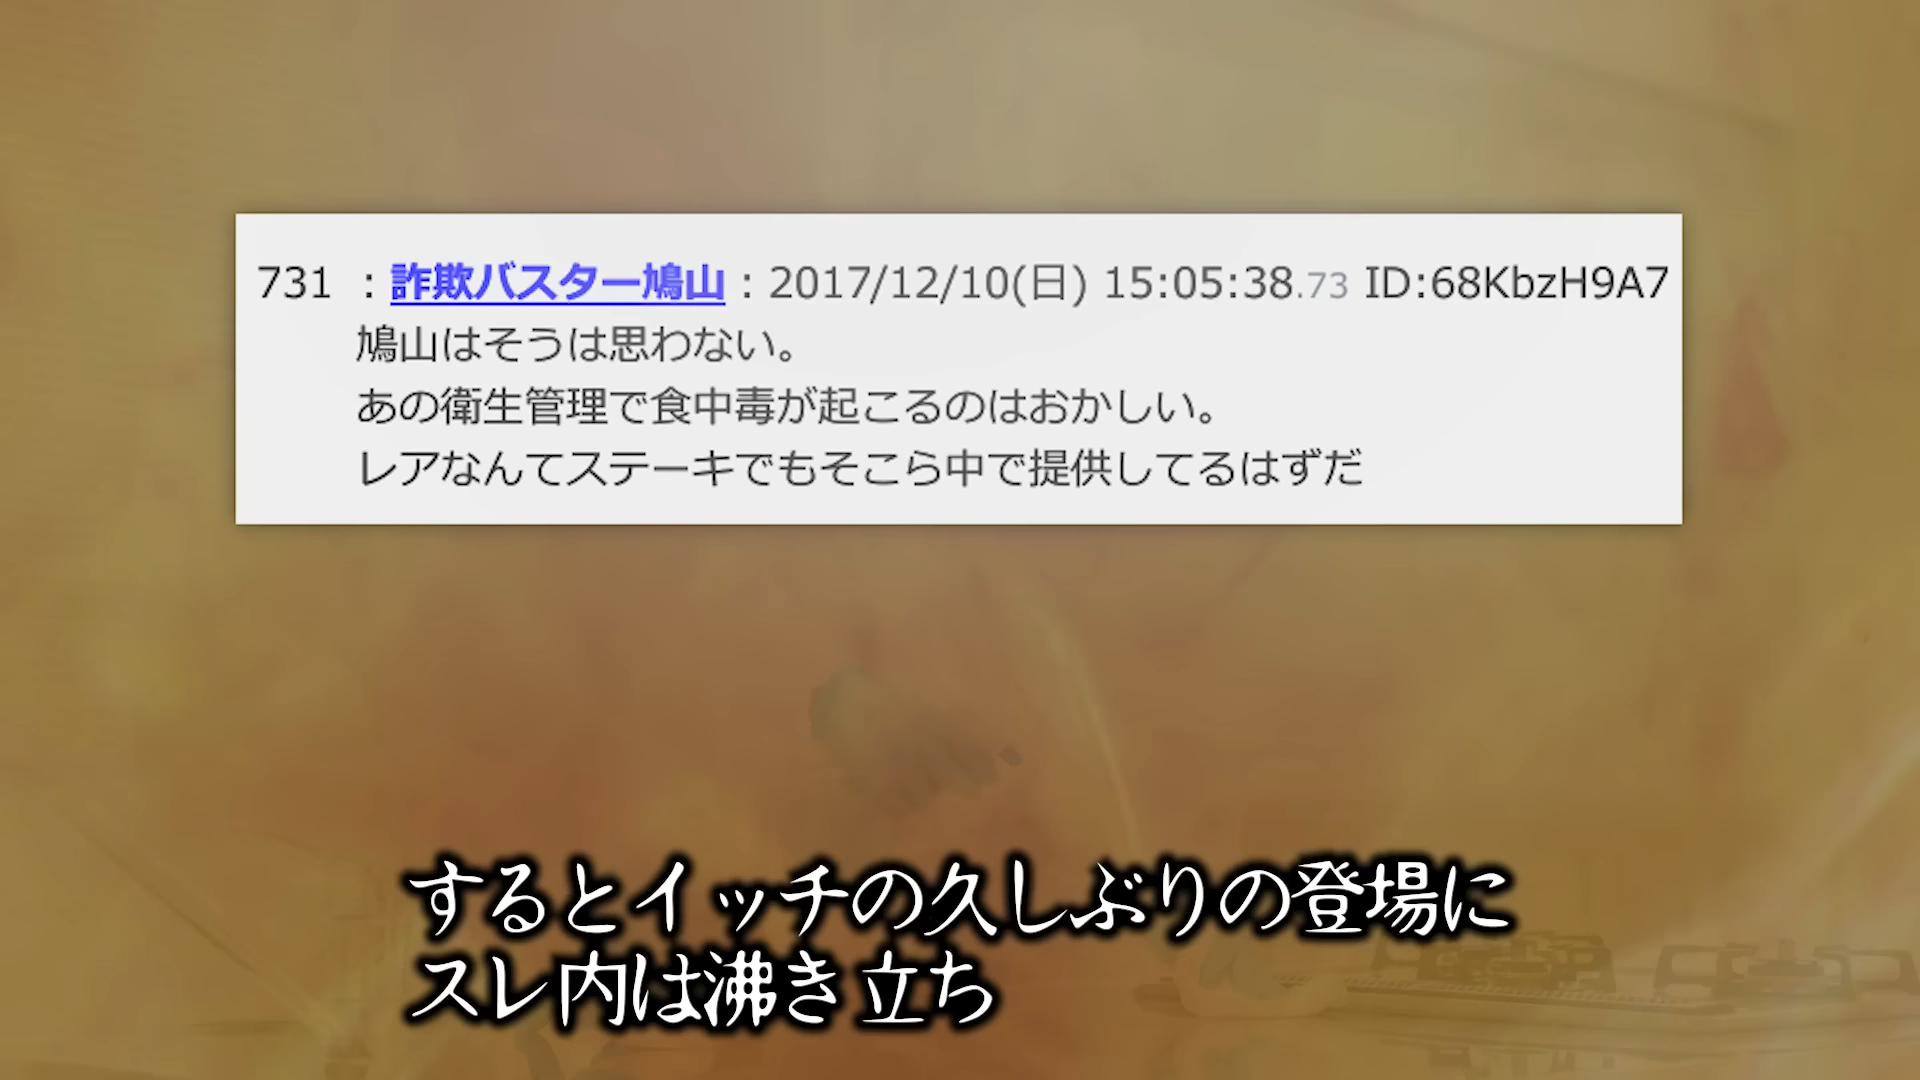 731 ：詐欺バスター鳩山：2017/12/10(日) 15:05:38.73 ID:68KbzH9A7
鳩山はそうは思わない。
あの衛生管理で食中毒が起こるのはおかしい。
レアなんてステーキでもそこら中で提供してるはずだ
するとイッチの久しぶりの登場に
スレ内は沸き立ち